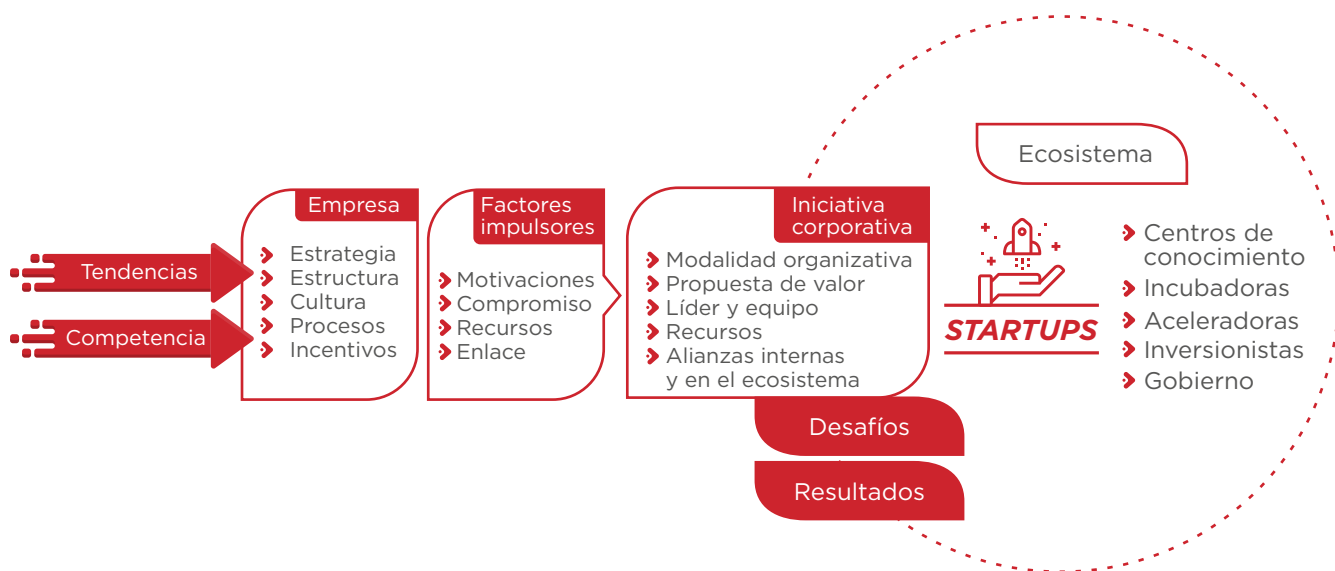 Tendencias
Competencia
Empresa
Estrategia
Estructura
Cultura
Procesos
Incentivos
Factores
impulsores
Motivaciones
Compromiso
Recursos
Enlace
Iniciativa
corporativa
Modalidad organizativa
Propuesta de valor
Líder y equipo
Recursos
Alianzas internas
y en el ecosistema
Desafíos
Resultados
Ecosistema
STARTUPS
Centros de
conocimiento
Incubadoras
Aceleradoras
Inversionistas
Gobierno